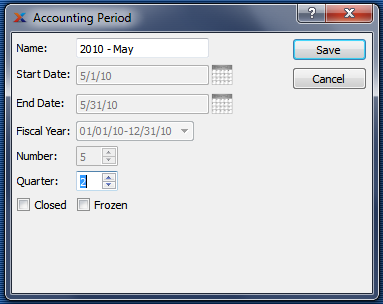 Accounting Period
Name: 2010 - May
Save
Start Date: 5/1/10
Cancel
End Date: 5/31/10
Fiscal Year: 01/01/10-12/31/10
Number: 5
Quarter: 2
Closed Frozen